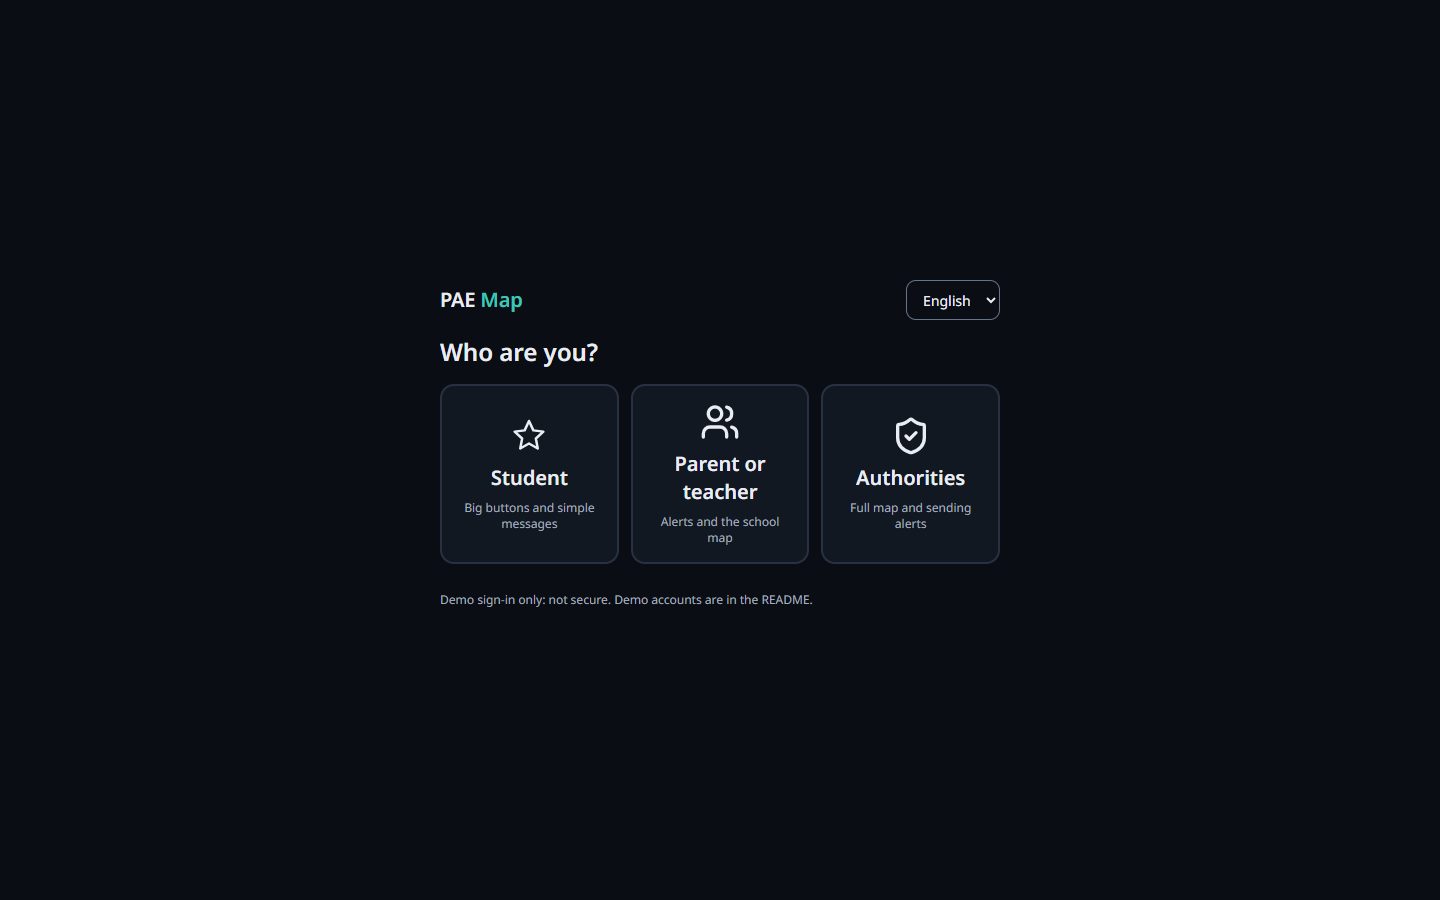 PAE Map
English
Who are you?
Student
Big buttons and simple
messages
Parent or
teacher
Alerts and the school
map
Authorities
Full map and sending
alerts
Demo sign-in only: not secure. Demo accounts are in the README.